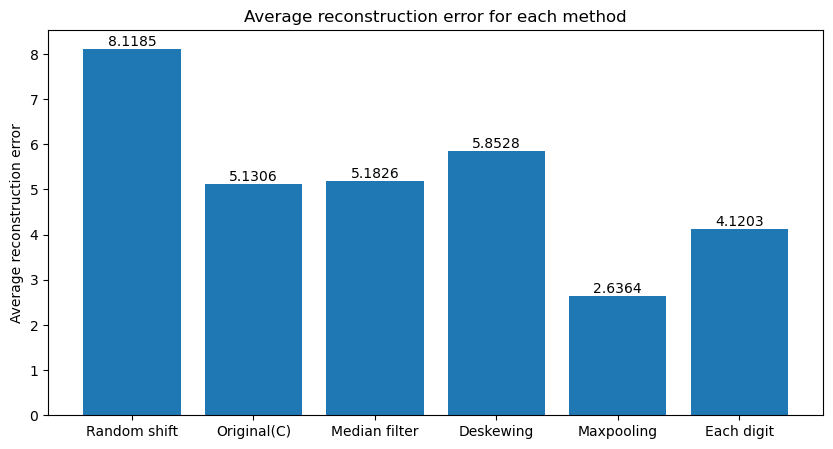 Average reconstruction error for each method
Average reconstruction error
8
7
6
5
4
3
2
1
0
8.1185
5.1306
5.1826
5.8528
2.6364
4.1203
Random shift
Original(C)
Median filter
Deskewing
Maxpooling
Each digit